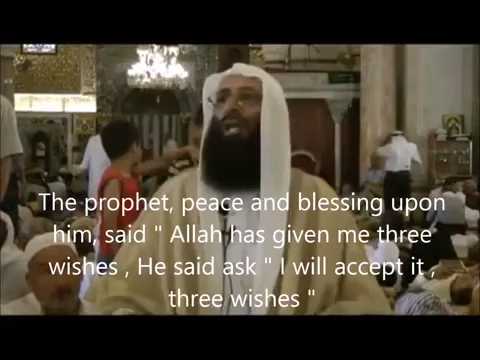 The prophet, peace and blessing upon
him, said " Allah has given me three
wishes , He said ask " I will accept it ,
three wishes "